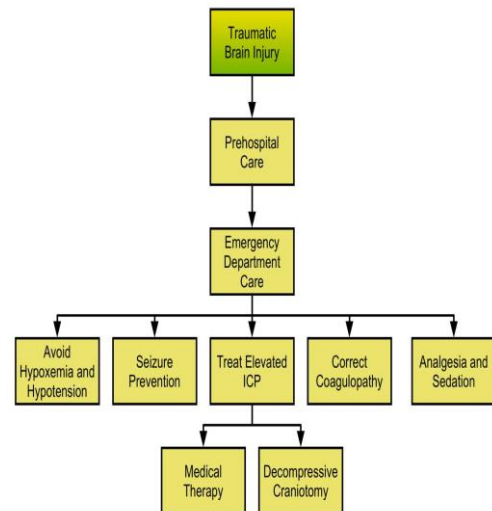 Traumatic
Brain Injury
Prehospital
Care
Emergency
Department
Care
Avoid
Hypoxemia and
Hypotension
Seizure
Prevention
Treat Elevated
ICP
Correct
Coagulopathy
Analgesia and
Sedation
Medical
Therapy
Decompressive
Craniotomy